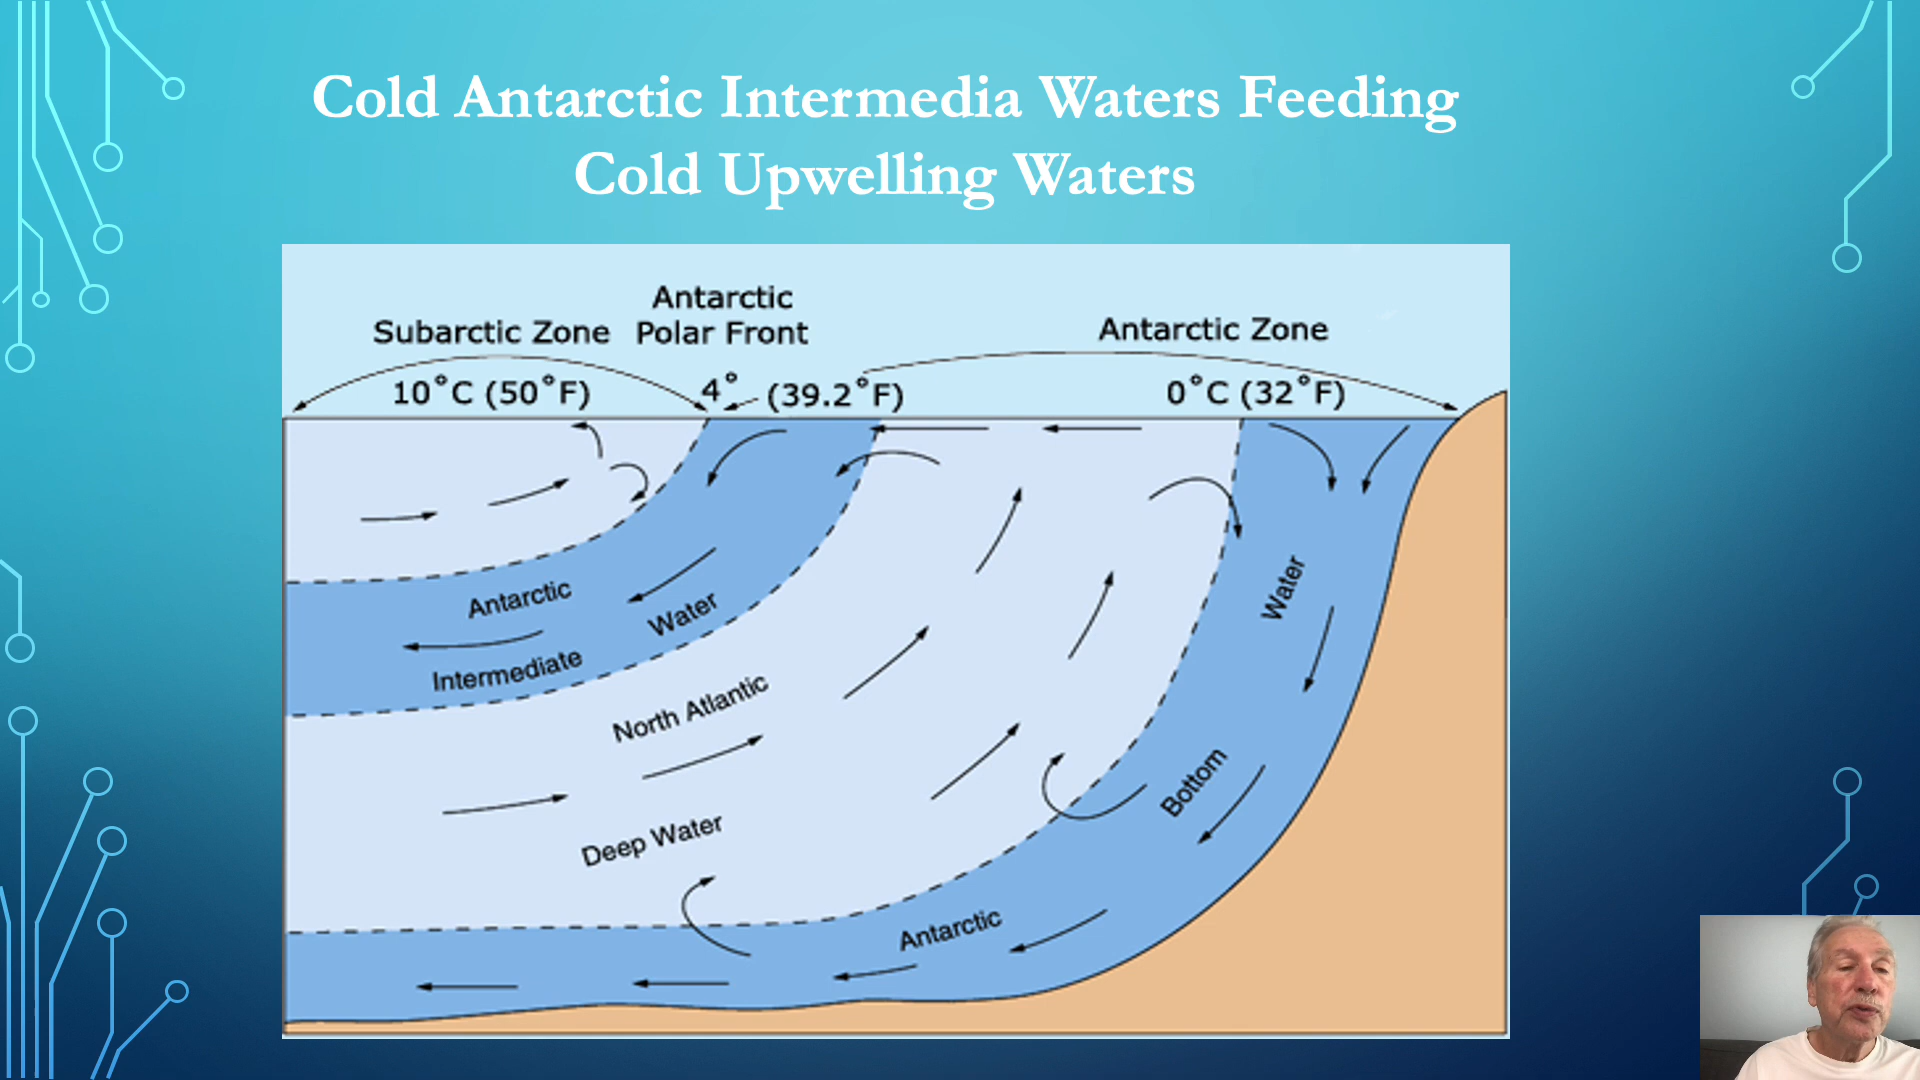 Cold Antarctic Intermedia Waters Feeding
Cold Upwelling Waters
Antarctic
Subarctic Zone Polar Front Antarctic Zone
10°C (50°F) 4° (39.2°F) 0°C (32°F)
Antarctic
Water
Intermediate
North Atlantic
Deep Water
Water
Bottom
Antarctic